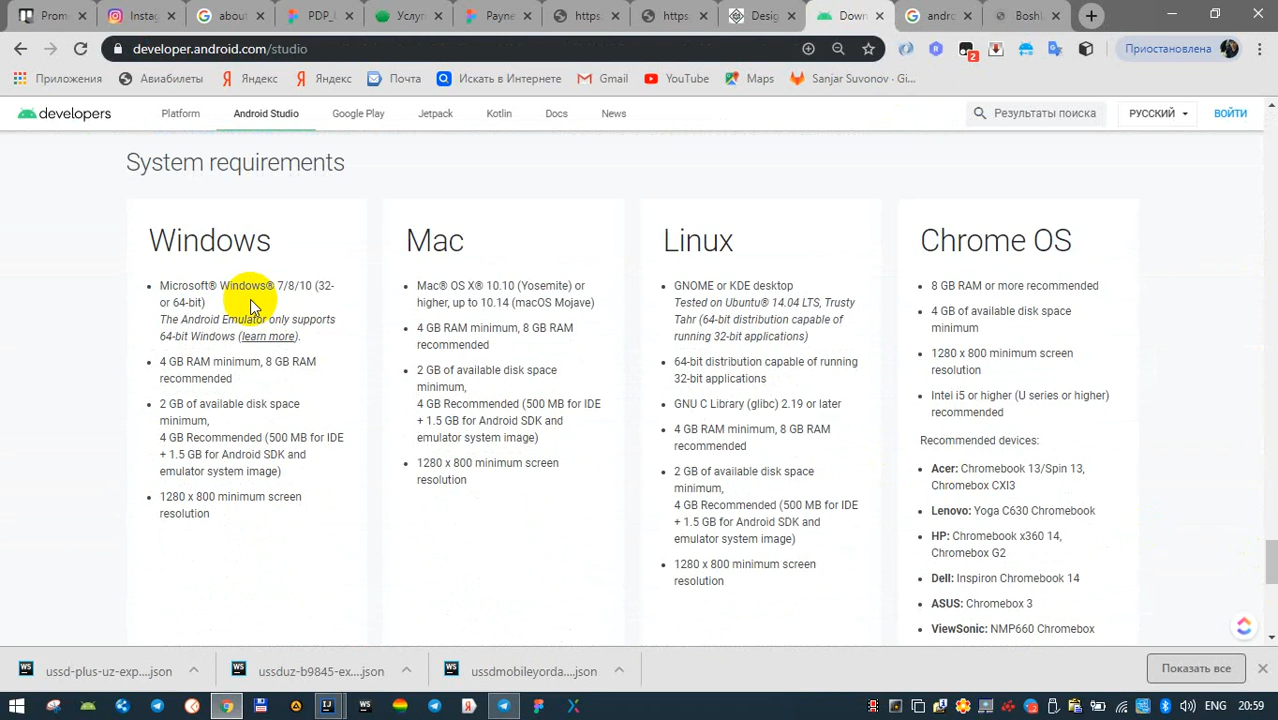 Prom
Instag
about
PDP_U
Услуг
Payne
https:
https:
Desig
Down
andro
Boshl
developer.android.com/studio
Приостановлена
Приложения
Авиабилеты
Яндекс
Яндекс
Почта
Искать в Интернете
Gmail
YouTube
Maps
Sanjar Suvonov - Gi...
developers
Platform
Android Studio
Google Play
Jetpack
Kotlin
Docs
News
Результаты поиска
РУССКИЙ
ВОЙТИ
System requirements
Windows
Microsoft® Windows® 7/8/10 (32-
or 64-bit)
The Android Emulator only supports
64-bit Windows (learn more).
4 GB RAM minimum, 8 GB RAM
recommended
2 GB of available disk space
minimum,
4 GB Recommended (500 MB for IDE
+ 1.5 GB for Android SDK and
emulator system image)
1280 x 800 minimum screen
resolution
Mac
Mac® OS X® 10.10 (Yosemite) or
higher, up to 10.14 (macOS Mojave)
4 GB RAM minimum, 8 GB RAM
recommended
2 GB of available disk space
minimum,
4 GB Recommended (500 MB for IDE
+ 1.5 GB for Android SDK and
emulator system image)
1280 x 800 minimum screen
resolution
Linux
GNOME or KDE desktop
Tested on Ubuntu® 14.04 LTS, Trusty
Tahr (64-bit distribution capable of
running 32-bit applications)
64-bit distribution capable of running
32-bit applications
GNU C Library (glibc) 2.19 or later
4 GB RAM minimum, 8 GB RAM
recommended
2 GB of available disk space
minimum,
4 GB Recommended (500 MB for IDE
+ 1.5 GB for Android SDK and
emulator system image)
1280 x 800 minimum screen
resolution
Chrome OS
8 GB RAM or more recommended
4 GB of available disk space
minimum
1280 x 800 minimum screen
resolution
Intel i5 or higher (U series or higher)
recommended
Recommended devices:
Acer: Chromebook 13/Spin 13,
Chromebox CXI3
Lenovo: Yoga C630 Chromebook
HP: Chromebook x360 14,
Chromebox G2
Dell: Inspiron Chromebook 14
ASUS: Chromebox 3
ViewSonic: NMP660 Chromebox
ussd-plus-uz-exp....json
ussduz-b9845-ex....json
ussdmobileyorda....json
Показать все
ENG
20:59